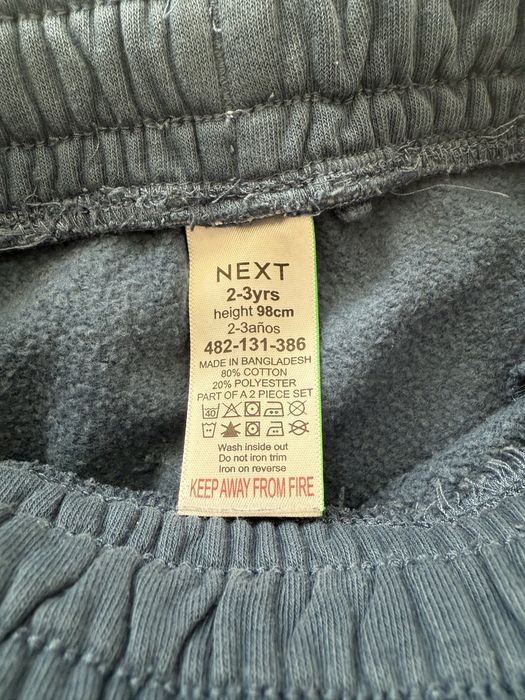 NEXT
2-3yrs
height 98cm
2-3años
482-131-386
MADE IN BANGLADESH
80% COTTON
20% POLYESTER
PART OF A 2 PIECE SET
40
Wash inside out
Do not iron trim
Iron on reverse
KEEP AWAY FROM FIRE